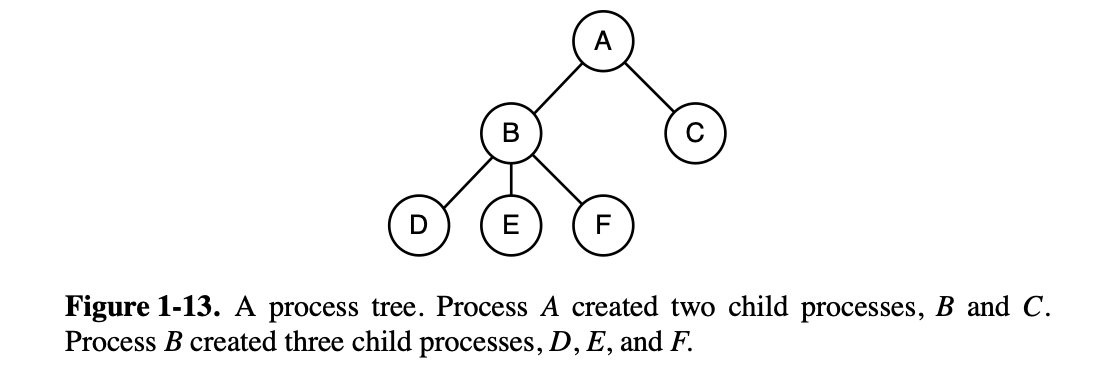 A
B C
D E F
Figure 1-13. A process tree. Process A created two child processes, B and C.
Process B created three child processes, D, E, and F.